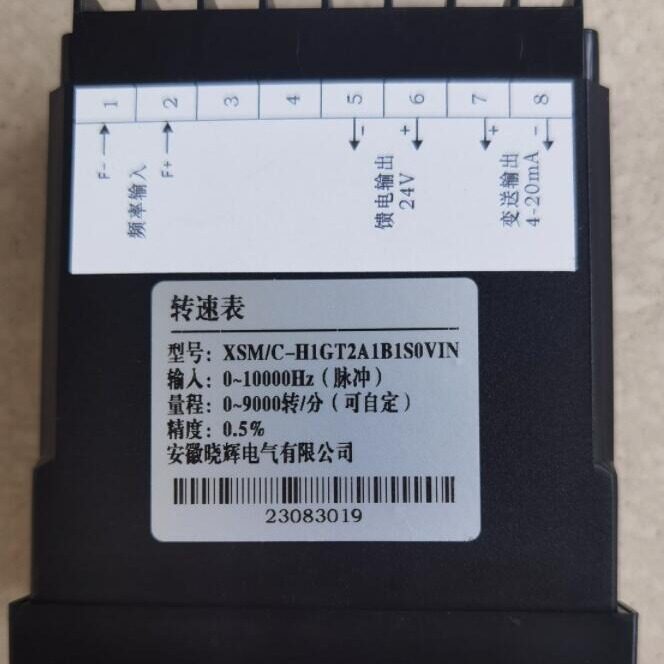 1 2 3 4 5 6 7 8
F- F+ - + + -
频率输入
馈电输出
24V
变送输出
4-20mA
转速表
型号: XSM/C-H1GT2A1B1S0VIN
输入: 0~10000Hz(脉冲)
量程: 0~9000转/分(可自定)
精度: 0.5%
安徽晓辉电气有限公司
23083019